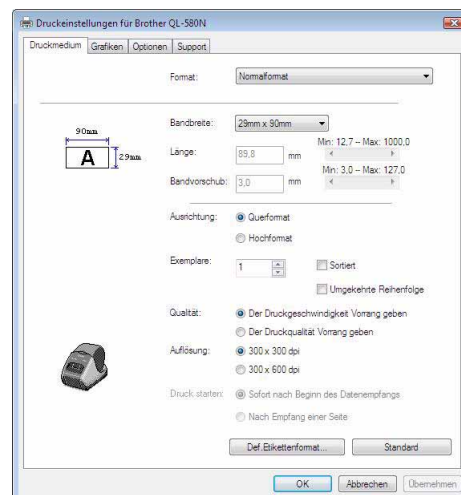 Druckeinstellungen für Brother QL-580N
Druckmedium Grafiken Optionen Support
Format: Normalformat
Bandbreite: 29mm x 90mm
90mm
A 29mm
Min: 12,7 -- Max: 1000,0
Länge: 89,8 mm
Min: 3,0 -- Max: 127,0
Bandvorschub: 3,0 mm
Ausrichtung: Querformat
Hochformat
Exemplare: 1 Sortiert
Umgekehrte Reihenfolge
Qualität: Der Druckgeschwindigkeit Vorrang geben
Der Druckqualität Vorrang geben
Auflösung: 300 x 300 dpi
300 x 600 dpi
Druck starten: Sofort nach Beginn des Datenempfangs
Nach Empfang einer Seite
Def.Etikettenformat... Standard
OK Abbrechen Übernehmen